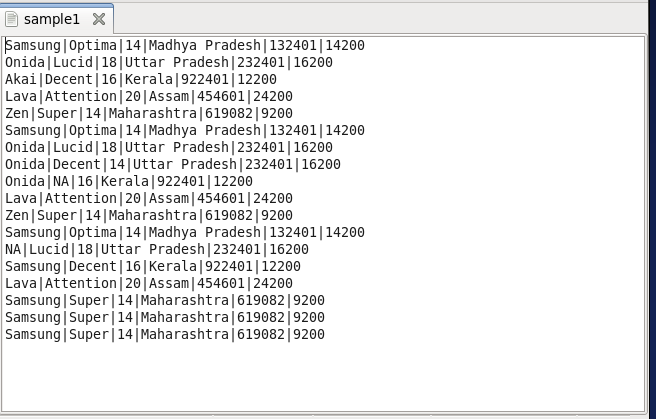 sample1
Samsung|Optima|14|Madhya Pradesh|132401|14200
Onida|Lucid|18|Uttar Pradesh|232401|16200
Akai|Decent|16|Kerala|922401|12200
Lava|Attention|20|Assam|454601|24200
Zen|Super|14|Maharashtra|619082|9200
Samsung|Optima|14|Madhya Pradesh|132401|14200
Onida|Lucid|18|Uttar Pradesh|232401|16200
Onida|Decent|14|Uttar Pradesh|232401|16200
Onida|NA|16|Kerala|922401|12200
Lava|Attention|20|Assam|454601|24200
Zen|Super|14|Maharashtra|619082|9200
Samsung|Optima|14|Madhya Pradesh|132401|14200
NA|Lucid|18|Uttar Pradesh|232401|16200
Samsung|Decent|16|Kerala|922401|12200
Lava|Attention|20|Assam|454601|24200
Samsung|Super|14|Maharashtra|619082|9200
Samsung|Super|14|Maharashtra|619082|9200
Samsung|Super|14|Maharashtra|619082|9200